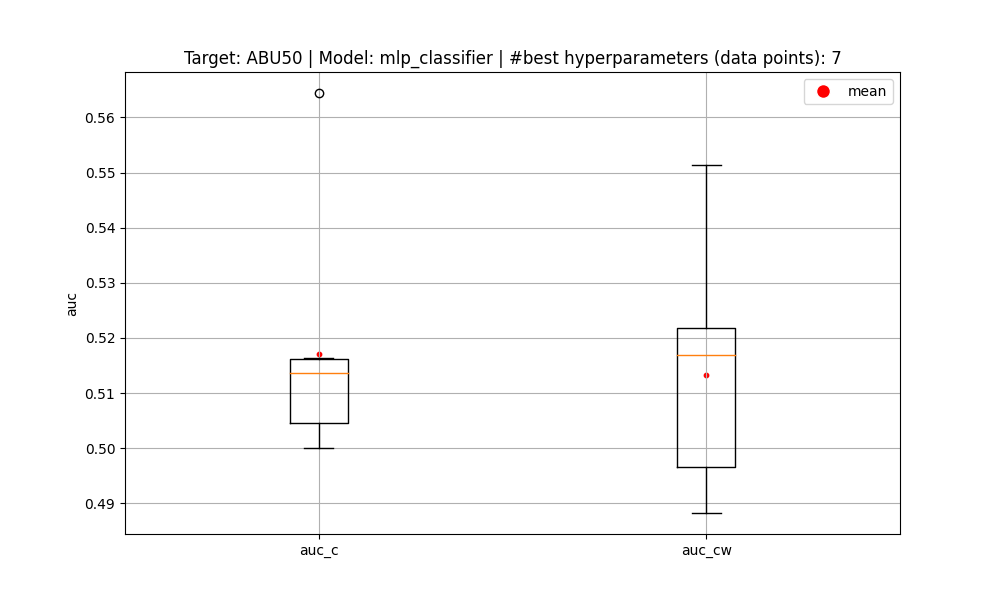 Target: ABU50 | Model: mlp_classifier | #best hyperparameters (data points): 7
mean
0.56
0.55
0.54
0.53
0.52
0.51
0.50
0.49
auc
auc_c
auc_cw